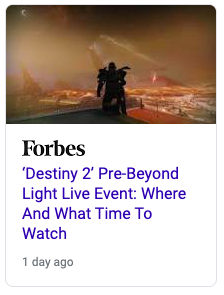 Forbes
‘Destiny 2’ Pre-Beyond
Light Live Event: Where
And What Time To
Watch
1 day ago